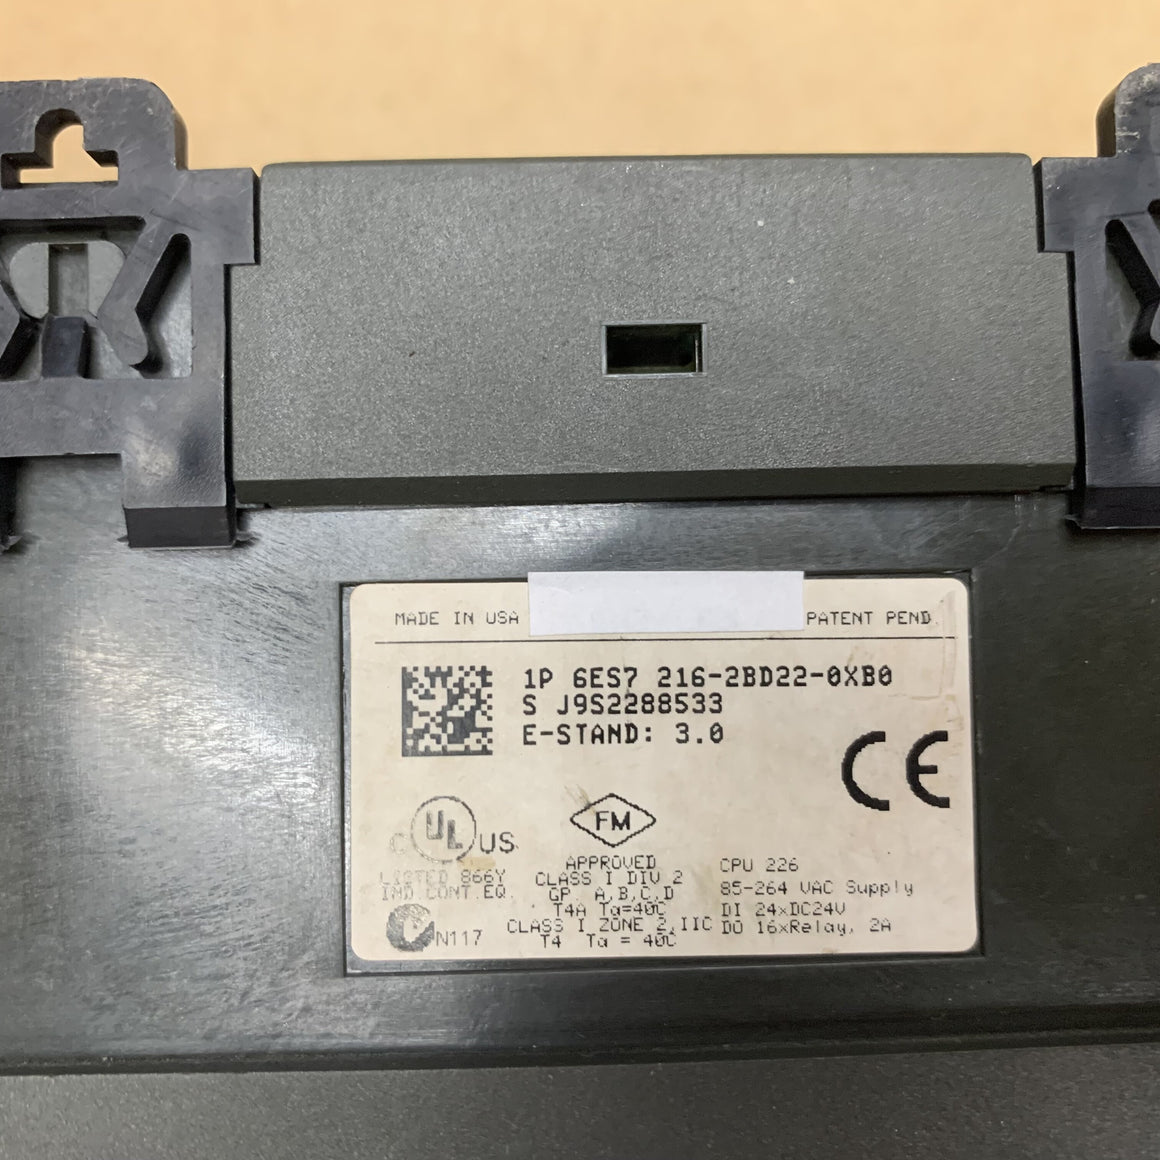 MADE IN USA PATENT PEND.
1P 6ES7 216-2BD22-0XB0
S J9S2288533
E-STAND: 3.0
CE
C UL US
LISTED 866Y
IND.CONT.EQ.
N117
FM
APPROVED
CLASS I DIV 2
GP. A,B,C,D
T4A Ta=40C
CLASS I ZONE 2,IIC
T4 Ta = 40C
CPU 226
85-264 VAC Supply
DI 24xDC24V
DO 16xRelay, 2A